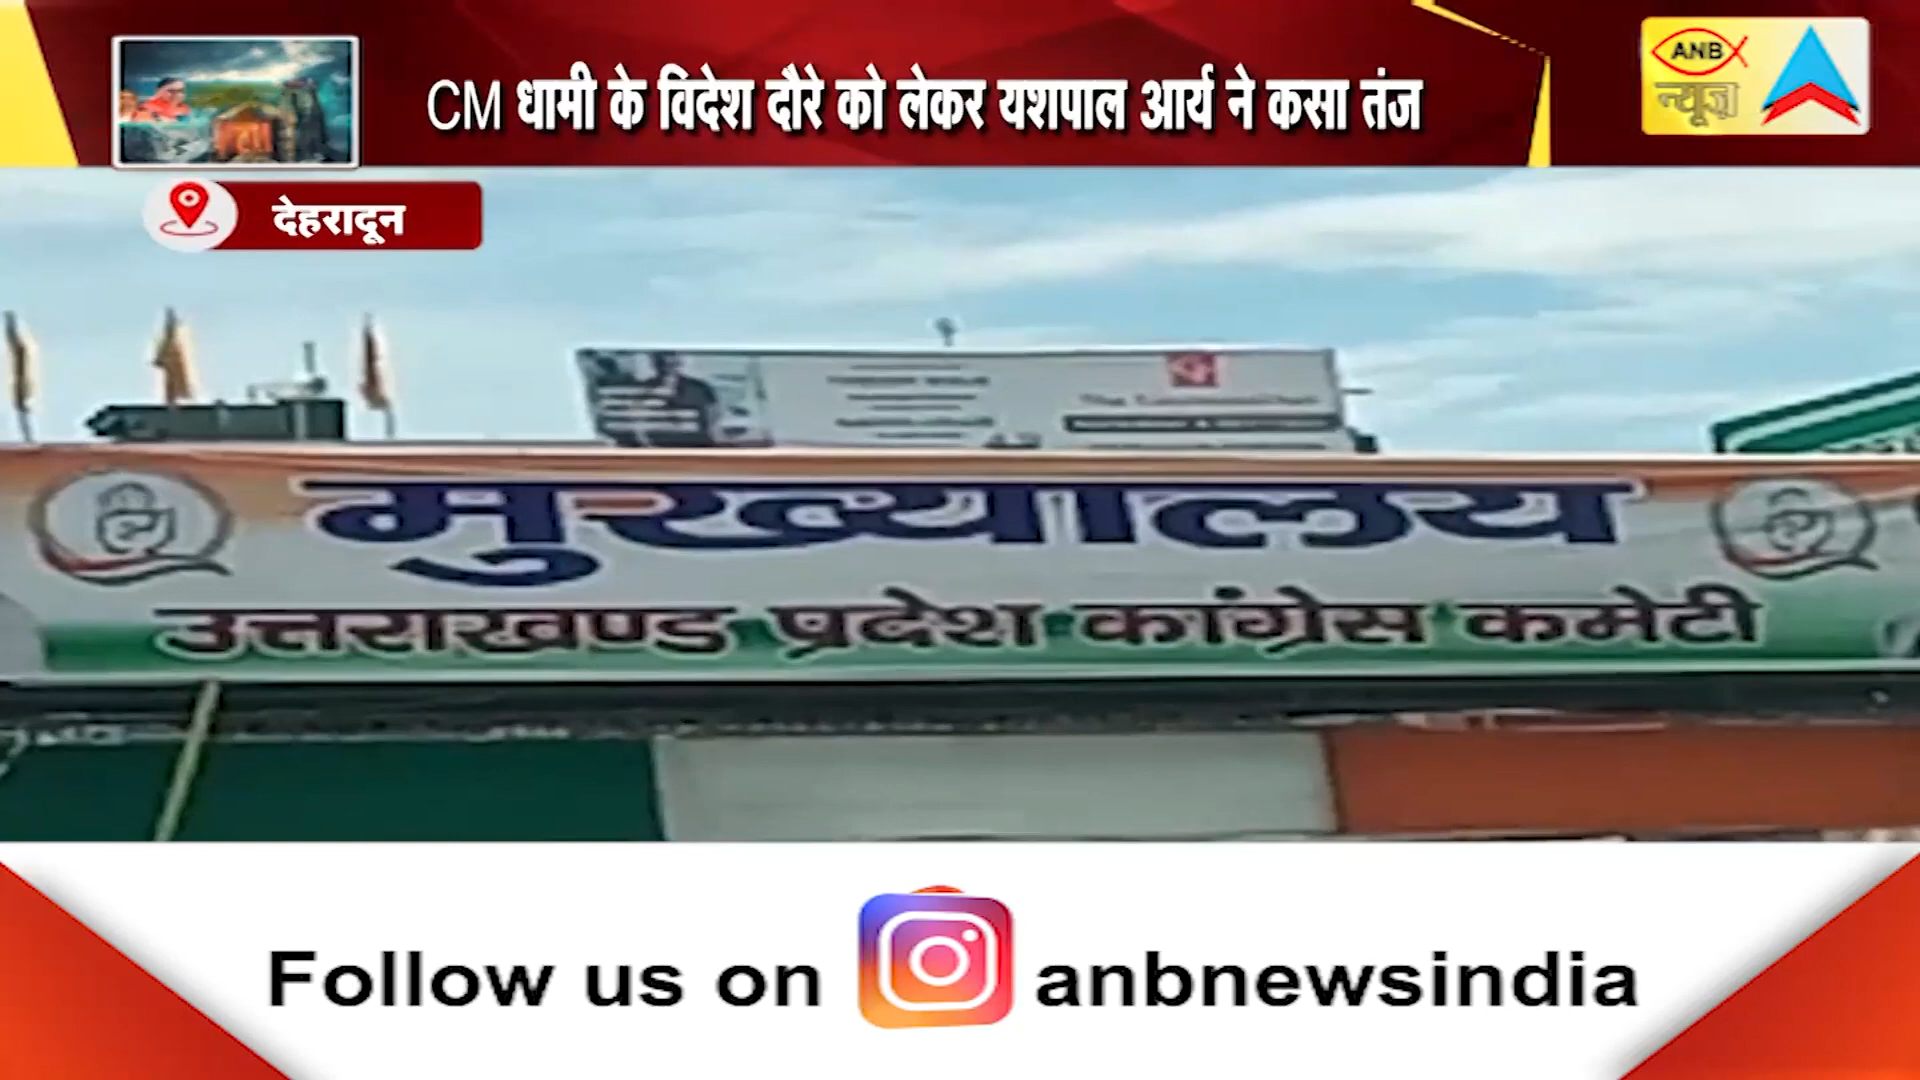 CM धामी के विदेश दौरे को लेकर यशपाल आर्य ने कसा तंज
ANB
न्यूज़
देहरादून
मुख्यालय
उत्तराखण्ड प्रदेश कांग्रेस कमेटी
Follow us on anbnewsindia